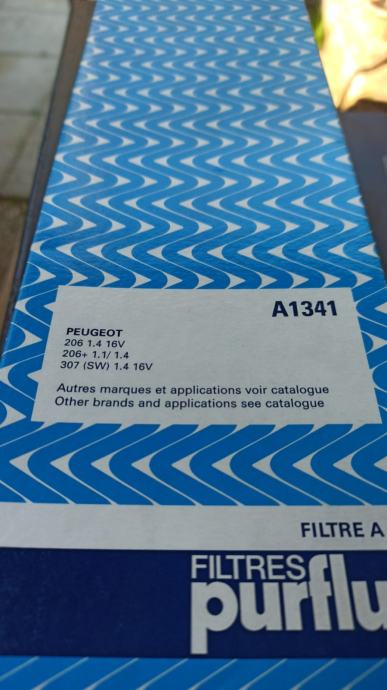 A1341
PEUGEOT
206 1.4 16V
206+ 1.1/ 1.4
307 (SW) 1.4 16V
Autres marques et applications voir catalogue
Other brands and applications see catalogue
FILTRE A
FILTRES
purflu